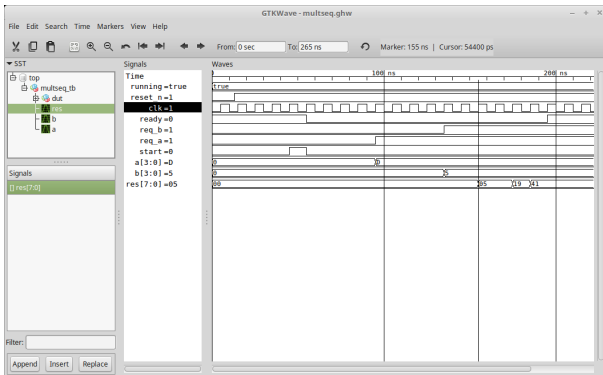 GTKWave - multseq.ghw
File Edit Search Time Markers View Help
From: 0 sec To: 265 ns Marker: 155 ns | Cursor: 54400 ps
SST
top
multseq_tb
dut
res
b
a
Signals
[] res[7:0]
Filter:
Append Insert Replace
Signals
Time
running=true
reset_n=1
clk=1
ready=0
req_b=1
req_a=1
start=0
a[3:0]=D
b[3:0]=5
res[7:0]=05
Waves
100 ns 200 ns
true
0 D
0 5
00 05 19 41